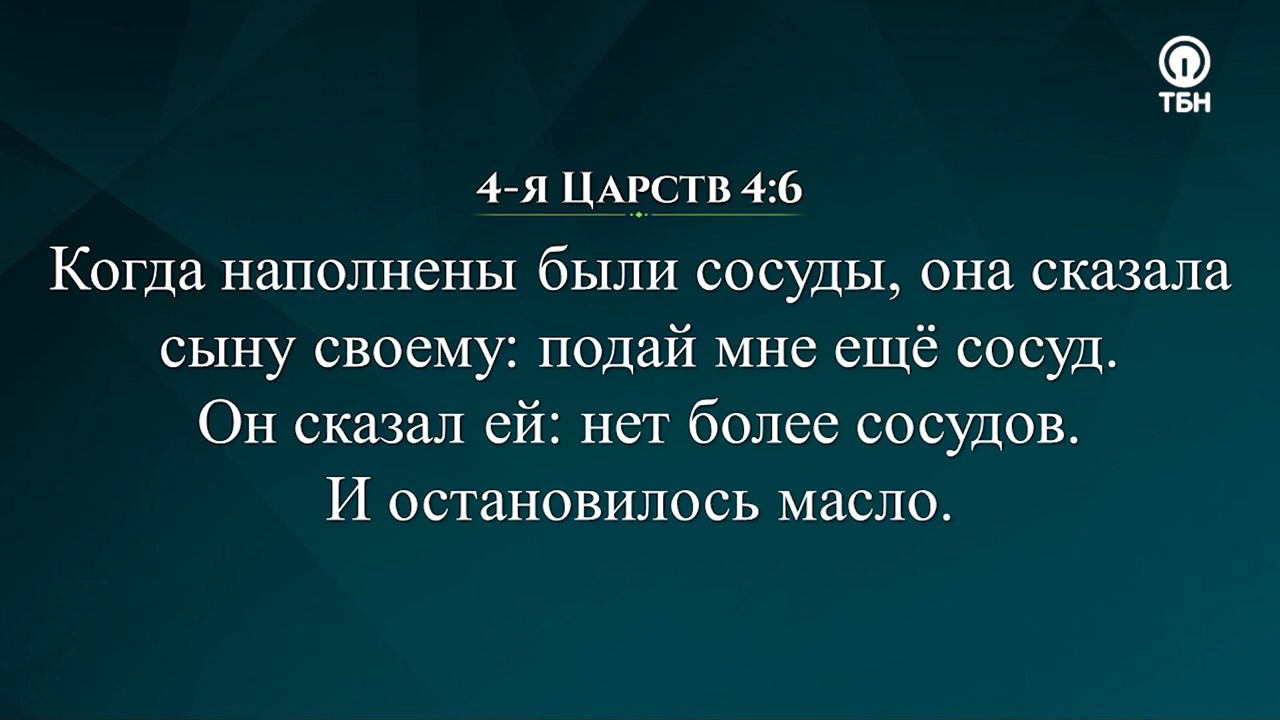 ТБН
4-я Царств 4:6
Когда наполнены были сосуды, она сказала
сыну своему: подай мне ещё сосуд.
Он сказал ей: нет более сосудов.
И остановилось масло.